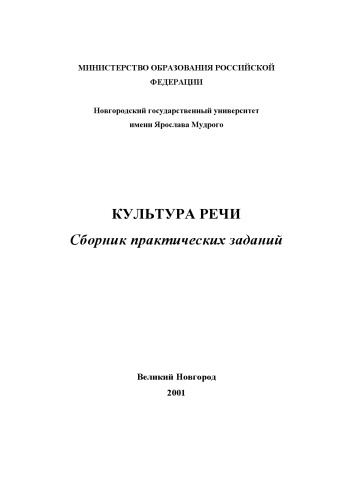 МИНИСТЕРСТВО ОБРАЗОВАНИЯ РОССИЙСКОЙ
ФЕДЕРАЦИИ
Новгородский государственный университет
имени Ярослава Мудрого
КУЛЬТУРА РЕЧИ
Сборник практических заданий
Великий Новгород
2001